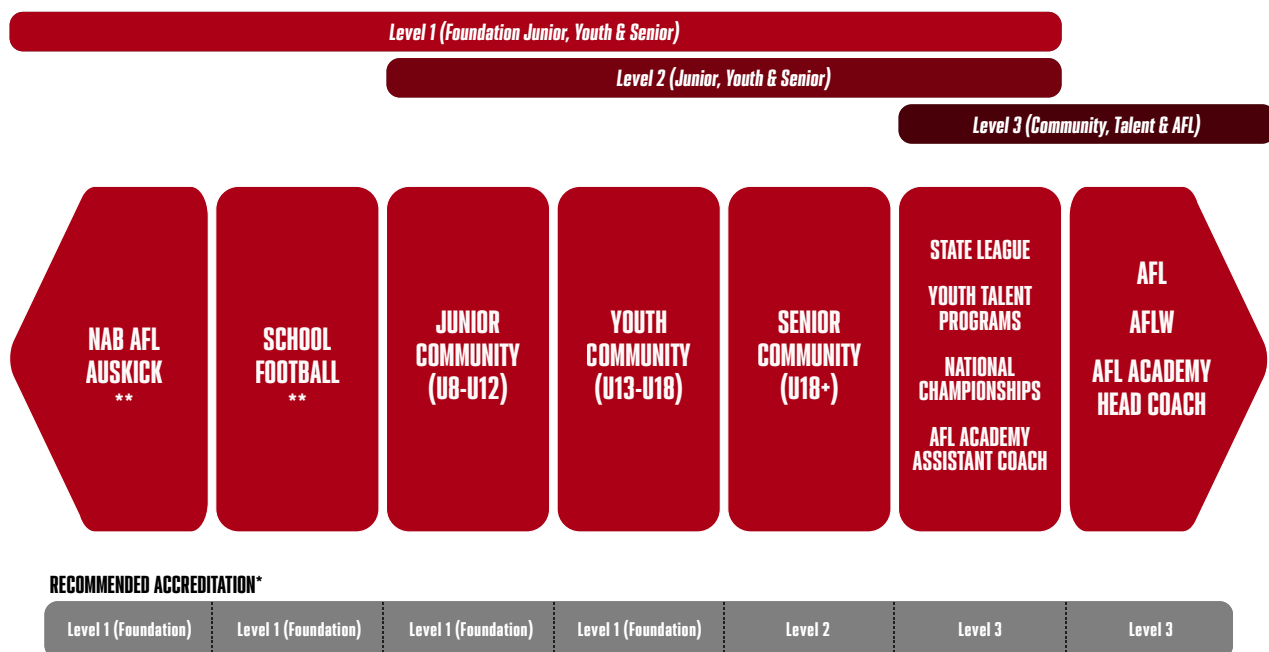 Level 1 (Foundation Junior, Youth & Senior)
Level 2 (Junior, Youth & Senior)
Level 3 (Community, Talent & AFL)
NAB AFL
AUSKICK
**
SCHOOL
FOOTBALL
**
JUNIOR
COMMUNITY
(U8-U12)
YOUTH
COMMUNITY
(U13-U18)
SENIOR
COMMUNITY
(U18+)
STATE LEAGUE
YOUTH TALENT
PROGRAMS
NATIONAL
CHAMPIONSHIPS
AFL ACADEMY
ASSISTANT COACH
AFL
AFLW
AFL ACADEMY
HEAD COACH
RECOMMENDED ACCREDITATION*
Level 1 (Foundation)
Level 1 (Foundation)
Level 1 (Foundation)
Level 1 (Foundation)
Level 2
Level 3
Level 3